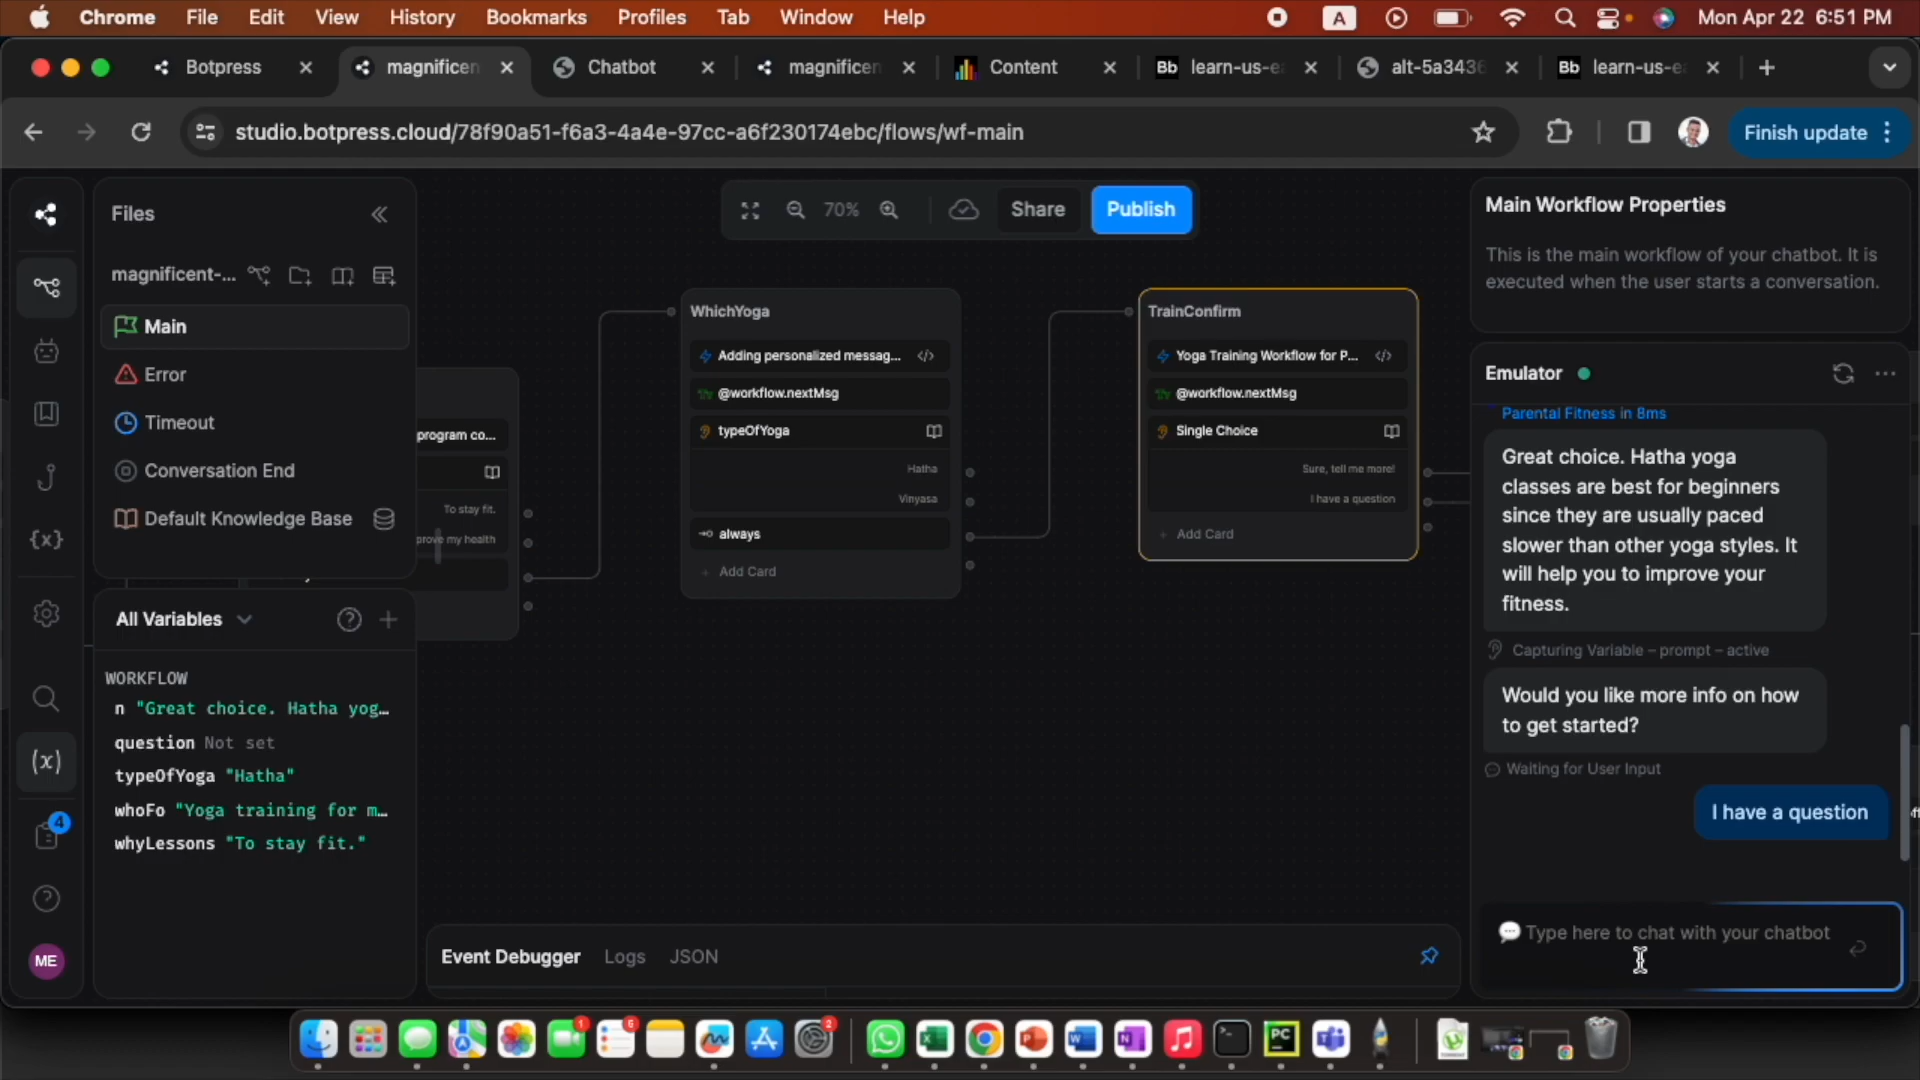 Chrome File Edit View History Bookmarks Profiles Tab Window Help A Mon Apr 22 6:51 PM
Botpress magnificen Chatbot magnificen Content Bb learn-us-ea alt-5a3436 Bb learn-us-ea
studio.botpress.cloud/78f90a51-f6a3-4a4e-97cc-a6f230174ebc/flows/wf-main Finish update
Files
magnificent-...
Main
Error
Timeout
Conversation End
Default Knowledge Base
All Variables
WORKFLOW
n "Great choice. Hatha yog…
question Not set
typeOfYoga "Hatha"
whoFo "Yoga training for m…
whyLessons "To stay fit."
4
ME
70% Share Publish
program co...
To stay fit.
prove my health
WhichYoga
Adding personalized messag...
@workflow.nextMsg
typeOfYoga
Hatha
Vinyasa
always
Add Card
TrainConfirm
Yoga Training Workflow for P...
@workflow.nextMsg
Single Choice
Sure, tell me more!
I have a question
Add Card
Event Debugger Logs JSON
Main Workflow Properties
This is the main workflow of your chatbot. It is
executed when the user starts a conversation.
Emulator
Parental Fitness in 8ms
Great choice. Hatha yoga
classes are best for beginners
since they are usually paced
slower than other yoga styles. It
will help you to improve your
fitness.
Capturing Variable – prompt – active
Would you like more info on how
to get started?
Waiting for User Input
I have a question
Type here to chat with your chatbot
1 6 2 PC